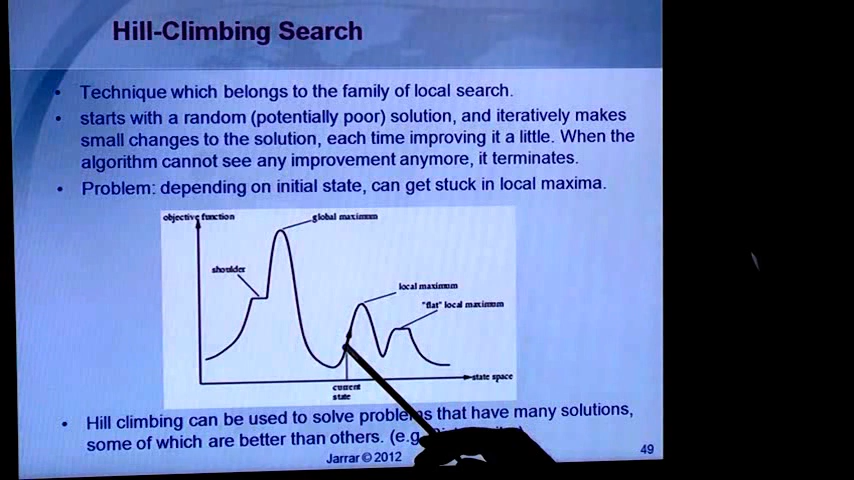 Hill-Climbing Search
• Technique which belongs to the family of local search.
• starts with a random (potentially poor) solution, and iteratively makes
small changes to the solution, each time improving it a little. When the
algorithm cannot see any improvement anymore, it terminates.
• Problem: depending on initial state, can get stuck in local maxima.
objective function
global maximum
shoulder
local maximum
"flat" local maximum
state space
current
state
• Hill climbing can be used to solve problems that have many solutions,
some of which are better than others. (e.g
Jarrar © 2012
49